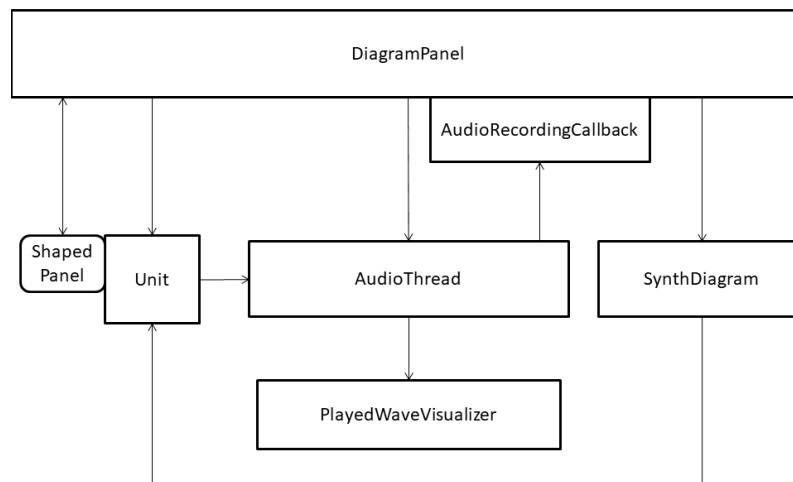 DiagramPanel
AudioRecordingCallback
Shaped
Panel
Unit
AudioThread
SynthDiagram
PlayedWaveVisualizer